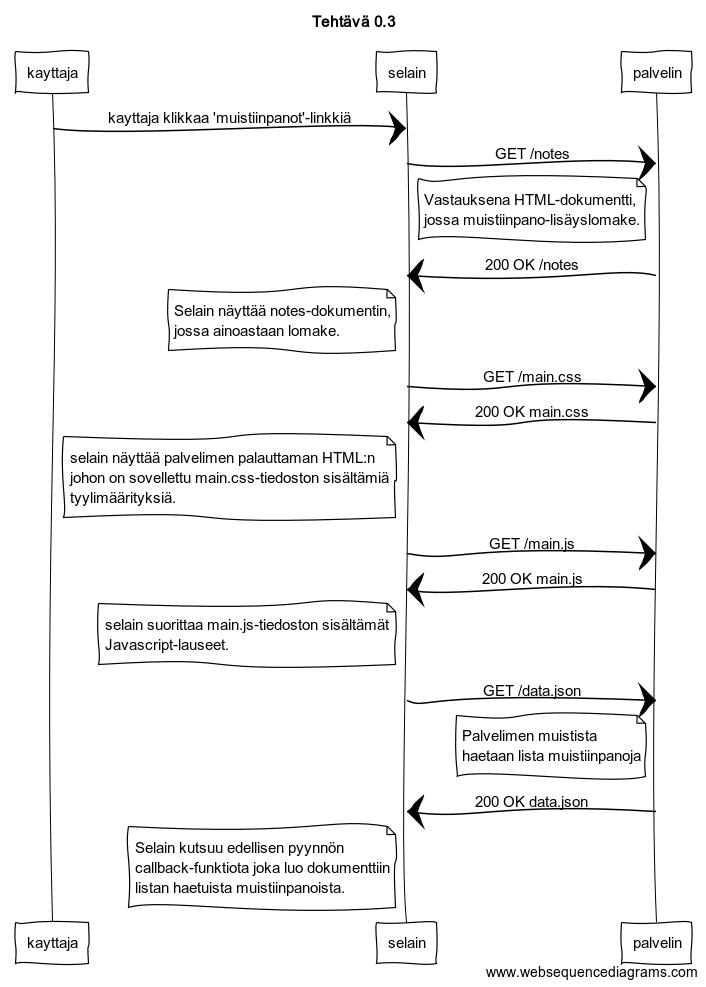 Tehtävä 0.3
kayttaja
selain
palvelin
kayttaja klikkaa 'muistiinpanot'-linkkiä
GET /notes
Vastauksena HTML-dokumentti,
jossa muistiinpano-lisäyslomake.
200 OK /notes
Selain näyttää notes-dokumentin,
jossa ainoastaan lomake.
GET /main.css
200 OK main.css
selain näyttää palvelimen palauttaman HTML:n
johon on sovellettu main.css-tiedoston sisältämiä
tyylimäärityksiä.
GET /main.js
200 OK main.js
selain suorittaa main.js-tiedoston sisältämät
Javascript-lauseet.
GET /data.json
Palvelimen muistista
haetaan lista muistiinpanoja
200 OK data.json
Selain kutsuu edellisen pyynnön
callback-funktiota joka luo dokumenttiin
listan haetuista muistiinpanoista.
kayttaja
selain
palvelin
www.websequencediagrams.com